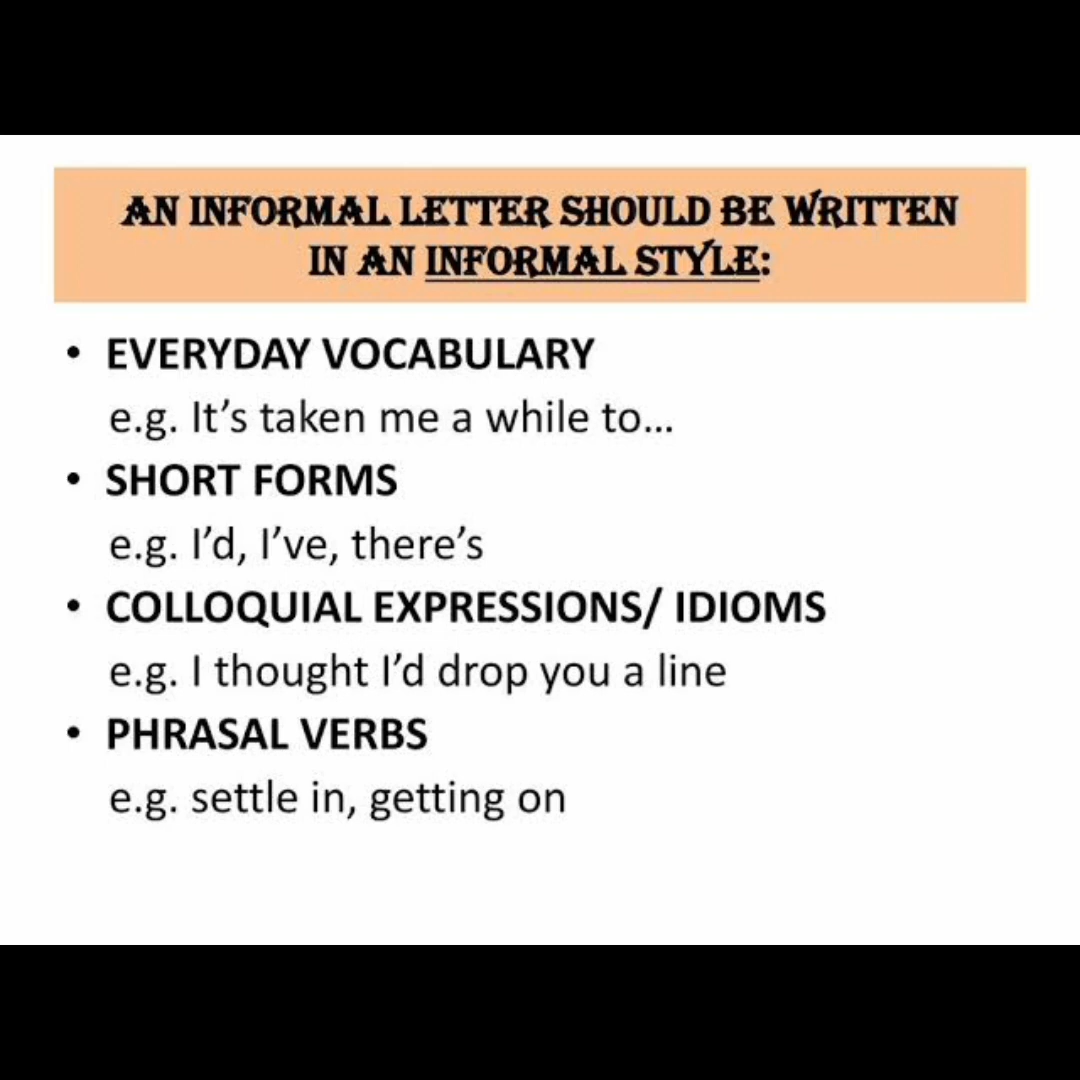 AN INFORMAL LETTER SHOULD BE WRITTEN
IN AN INFORMAL STYLE:
• EVERYDAY VOCABULARY
e.g. It’s taken me a while to...
• SHORT FORMS
e.g. I’d, I’ve, there’s
• COLLOQUIAL EXPRESSIONS/ IDIOMS
e.g. I thought I’d drop you a line
• PHRASAL VERBS
e.g. settle in, getting on